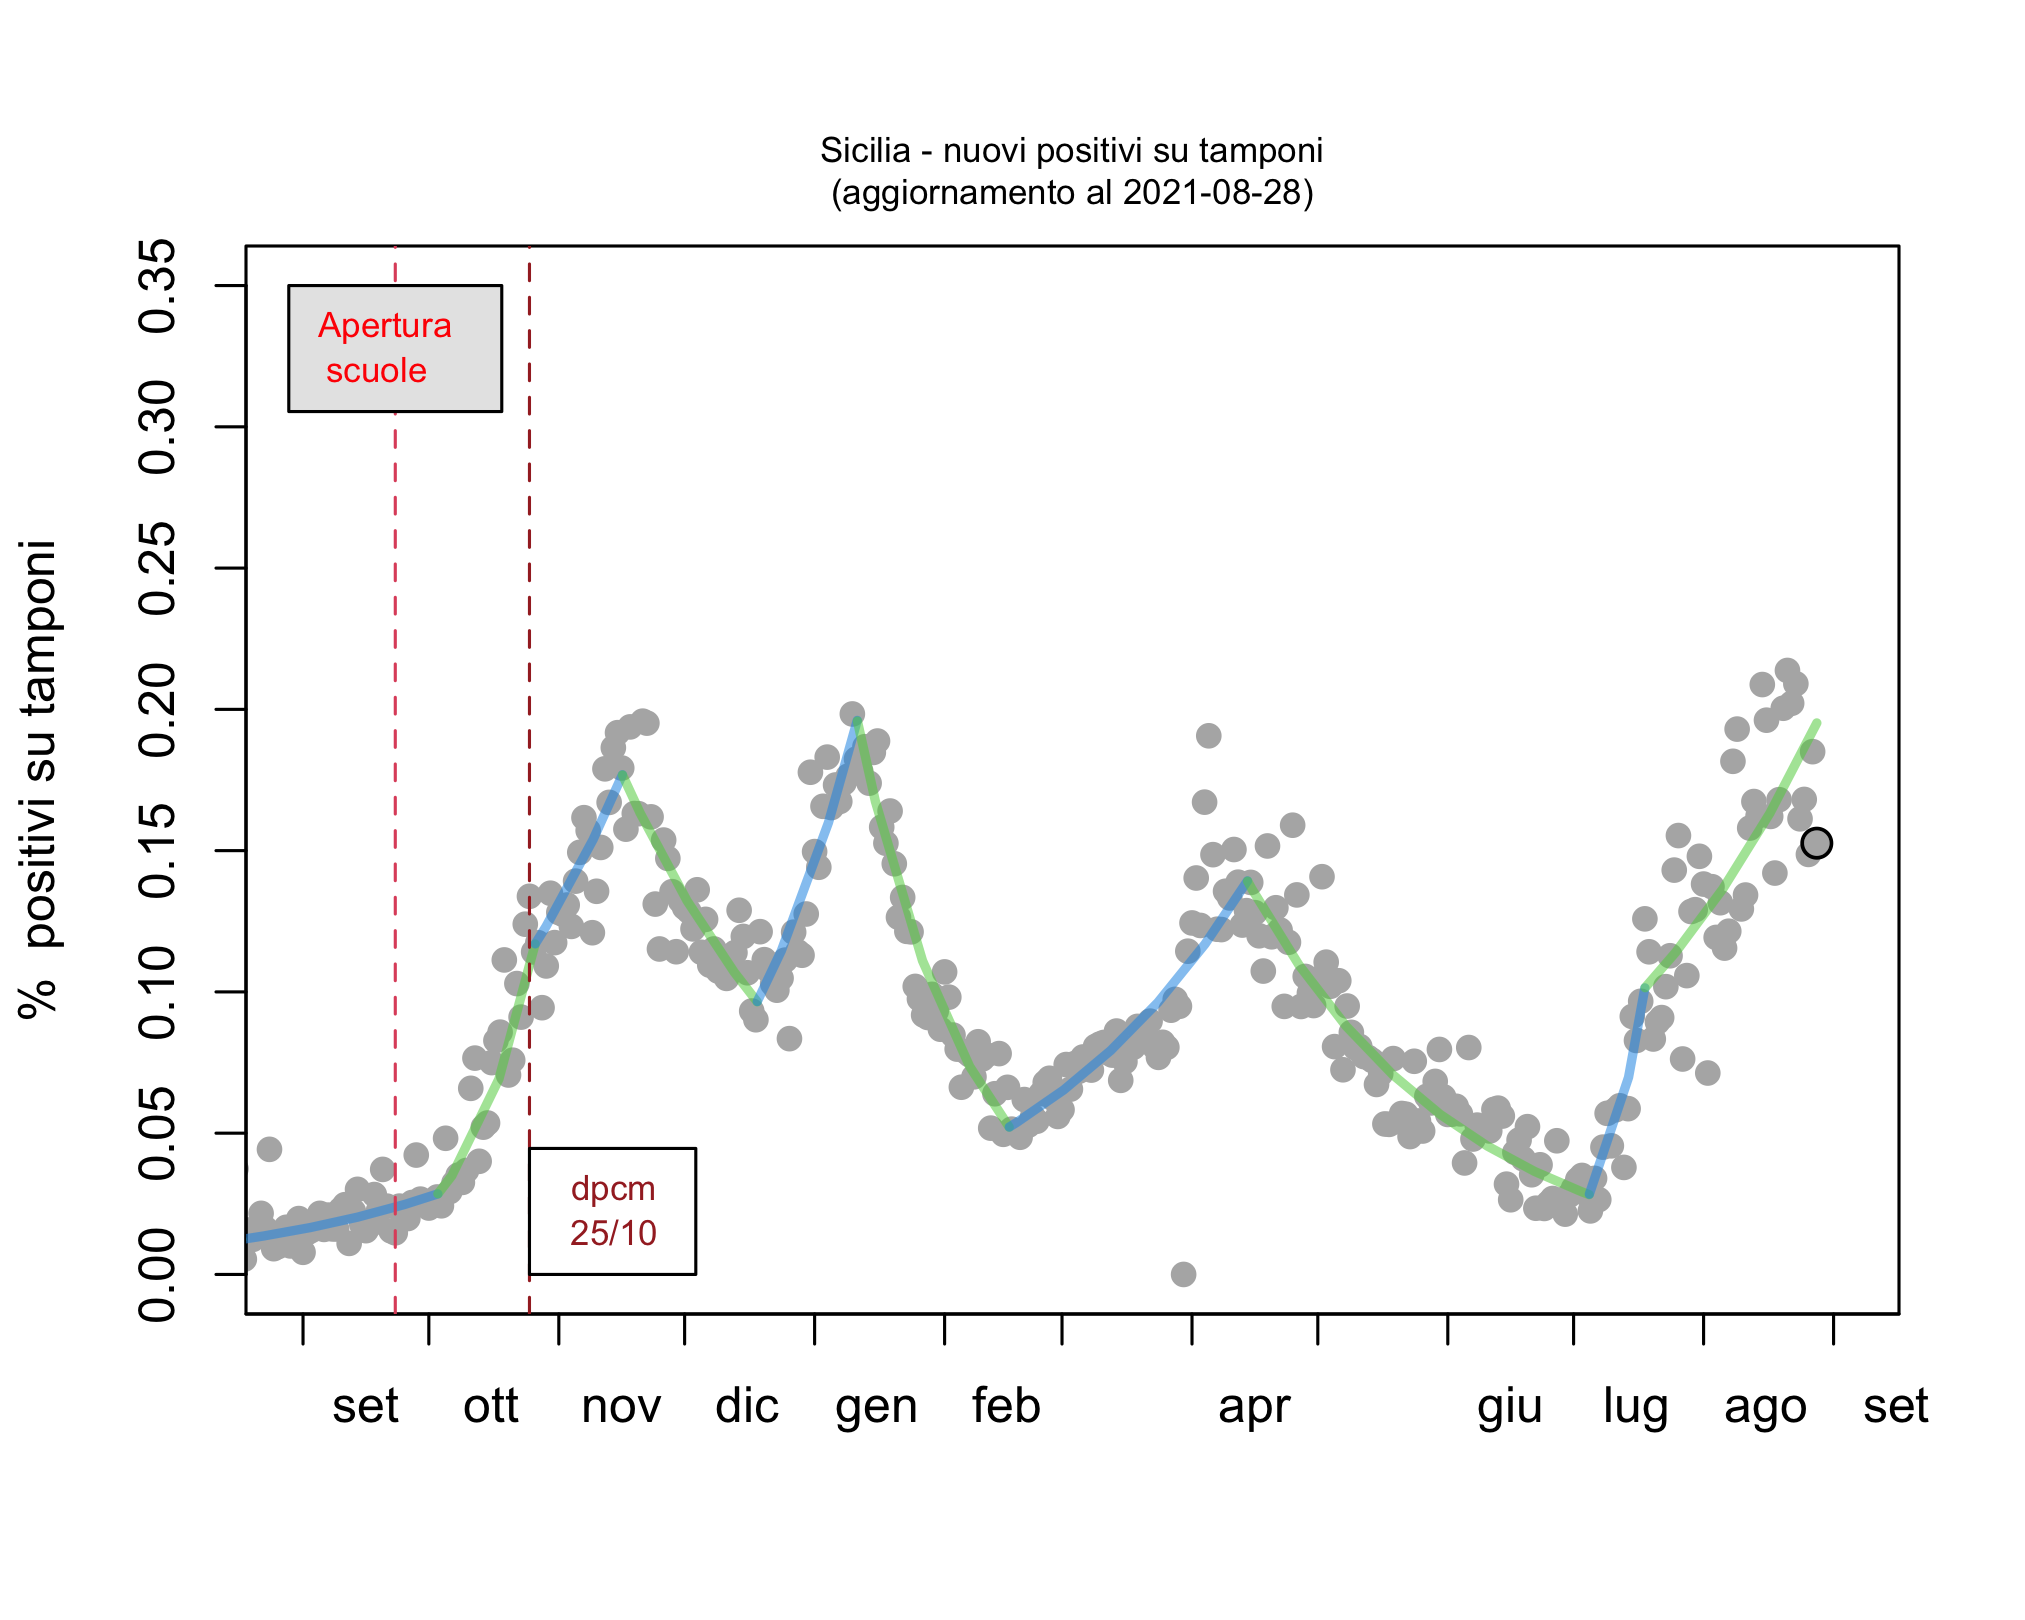 Sicilia - nuovi positivi su tamponi
(aggiornamento al 2021-08-28)
% positivi su tamponi
0.35
0.30
0.25
0.20
0.15
0.10
0.05
0.00
Apertura
scuole
dpcm
25/10
set ott nov dic gen feb apr giu lug ago set